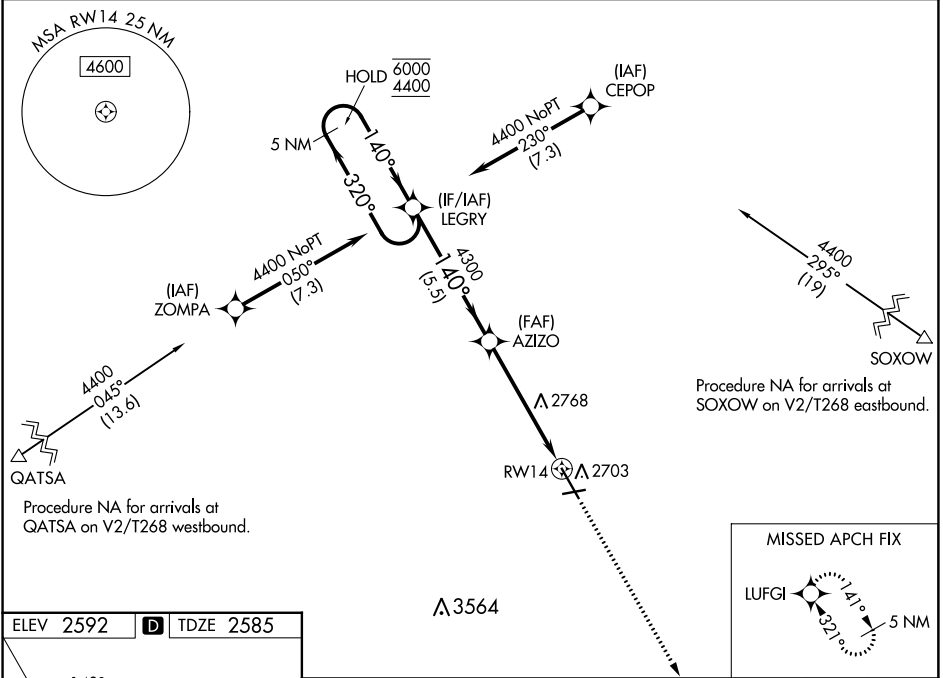 MSA RW14 25 NM
4600
HOLD 6000
4400
5 NM
140°
320°
(IAF)
CEPOP
4400 NoPT
230°
(7.3)
(IF/IAF)
LEGRY
4400 NoPT
050°
(7.3)
(IAF)
ZOMPA
4300
140°
(5.5)
(FAF)
AZIZO
4400
295°
(19)
SOXOW
Procedure NA for arrivals at
SOXOW on V2/T268 eastbound.
4400
045°
(13.6)
QATSA
Procedure NA for arrivals at
QATSA on V2/T268 westbound.
2768
RW14
2703
3564
MISSED APCH FIX
LUFGI
141°
321°
5 NM
ELEV 2592 D TDZE 2585